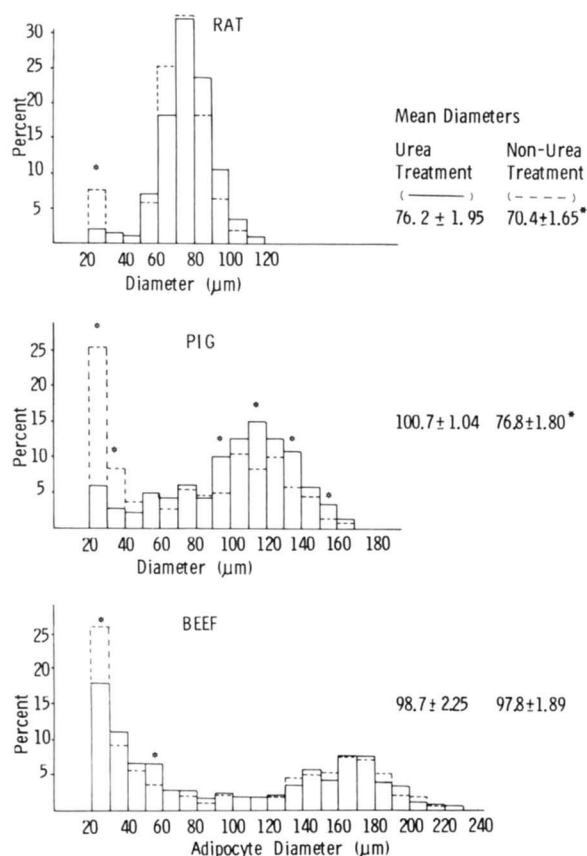 RAT
30
25
20
15
10
5
Percent
*
20 40 60 80 100 120
Diameter (μm)
Mean Diameters
Urea Non-Urea
Treatment Treatment
(———) (- - - -)
76.2 ± 1.95 70.4±1.65*
PIG
25
20
15
10
5
Percent
* * * * * *
20 40 60 80 100 120 140 160 180
Diameter (μm)
100.7±1.04 76.8±1.80*
BEEF
25
20
15
10
5
Percent
* *
20 40 60 80 100 120 140 160 180 200 220 240
Adipocyte Diameter (μm)
98.7±2.25 97.8±1.89